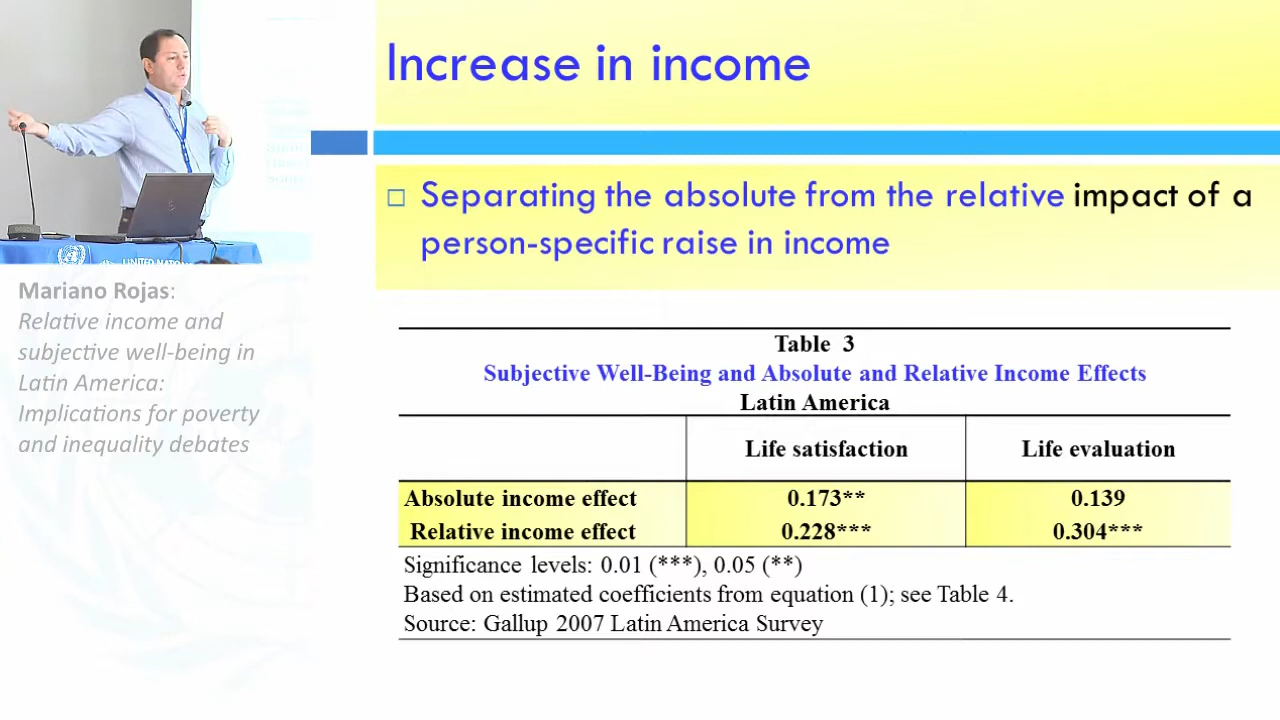 Increase in income
Separating the absolute from the relative impact of a
person-specific raise in income
UNITED NATIO
Mariano Rojas:
Relative income and
subjective well-being in
Latin America:
Implications for poverty
and inequality debates
Table 3
Subjective Well-Being and Absolute and Relative Income Effects
Latin America
Life satisfaction Life evaluation
Absolute income effect 0.173** 0.139
Relative income effect 0.228*** 0.304***
Significance levels: 0.01 (***), 0.05 (**)
Based on estimated coefficients from equation (1); see Table 4.
Source: Gallup 2007 Latin America Survey